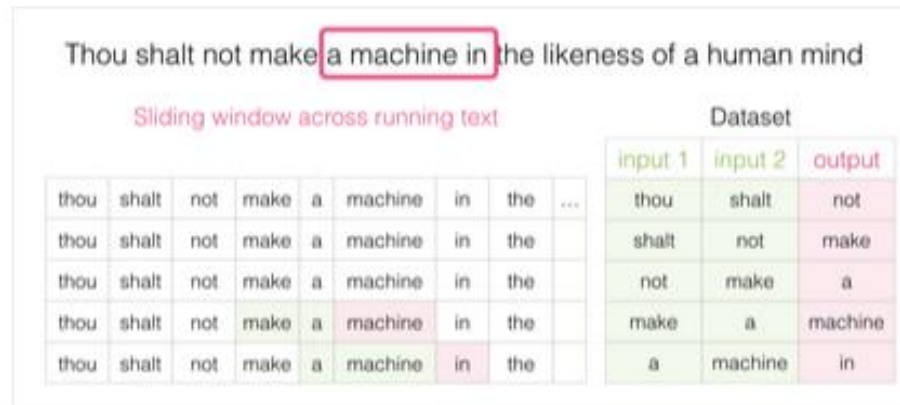 Thou shalt not make a machine in the likeness of a human mind
Sliding window across running text
Dataset
input 1 input 2 output
thou shalt not make a machine in the ... thou shalt not
thou shalt not make a machine in the shalt not make
thou shalt not make a machine in the not make a
thou shalt not make a machine in the make a machine
thou shalt not make a machine in the a machine in